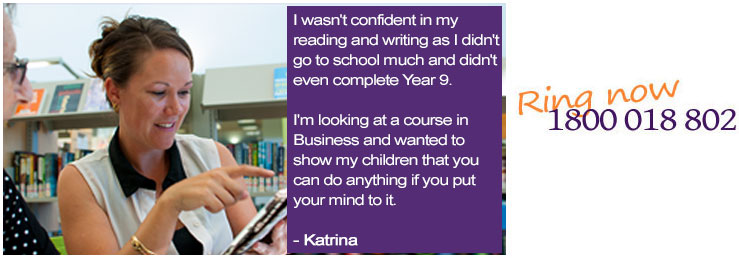 I wasn't confident in my
reading and writing as I didn't
go to school much and didn't
even complete Year 9.
I'm looking at a course in
Business and wanted to
show my children that you
can do anything if you put
your mind to it.
- Katrina
Ring now
1800 018 802